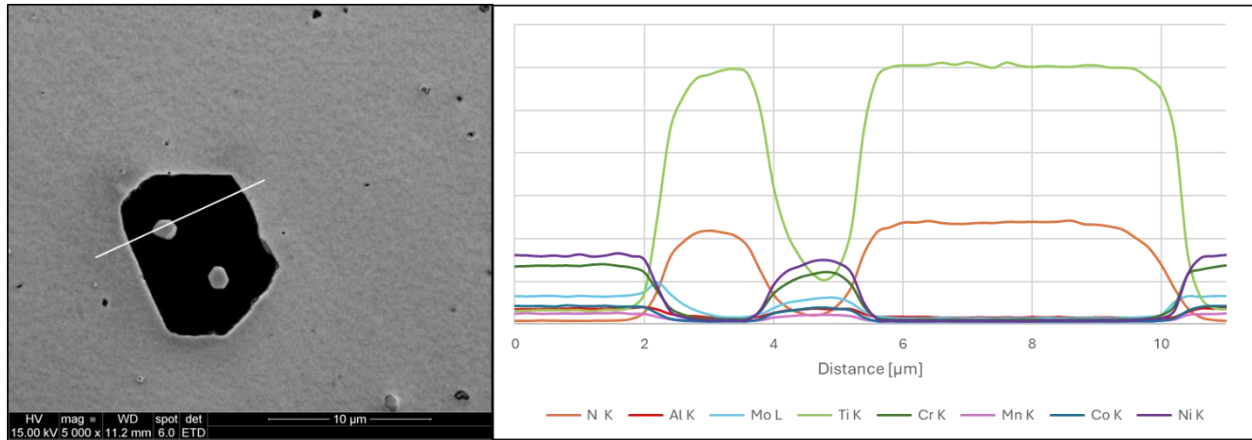 HV mag = WD spot det
15.00 kV 5 000 x 11.2 mm 6.0 ETD
10 µm
0 2 4 6 8 10
Distance [µm]
N K Al K Mo L Ti K Cr K Mn K Co K Ni K